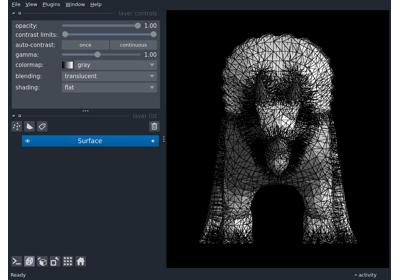 File View Plugins Window Help
layer controls
opacity: 1.00
contrast limits:
auto-contrast: once continuous
gamma: 1.00
colormap: gray
blending: translucent
shading: flat
layer list
Surface
Ready activity